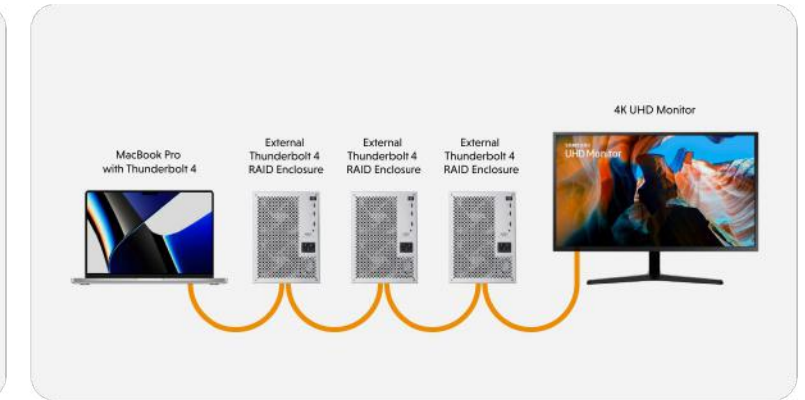 MacBook Pro
with Thunderbolt 4
External
Thunderbolt 4
RAID Enclosure
External
Thunderbolt 4
RAID Enclosure
External
Thunderbolt 4
RAID Enclosure
4K UHD Monitor
SAMSUNG
UHD Monitor